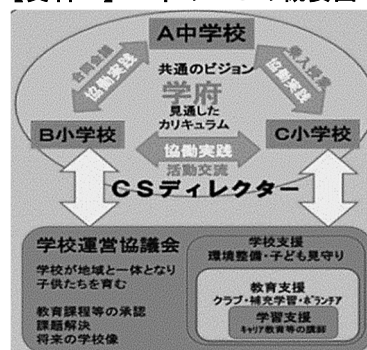 A中学校
共通のビジョン
学府
見通した
カリキュラム
合同会議
協働実践
乗入授業
協働実践
B小学校
C小学校
協働実践
活動交流
CSディレクター
学校運営協議会
学校が地域と一体となり
子供たちを育む
教育課程等の承認
課題解決
将来の学校像
学校支援
環境整備・子ども見守り
教育支援
クラブ・補充学習・ボランチア
学習支援
キャリア教育等の講師